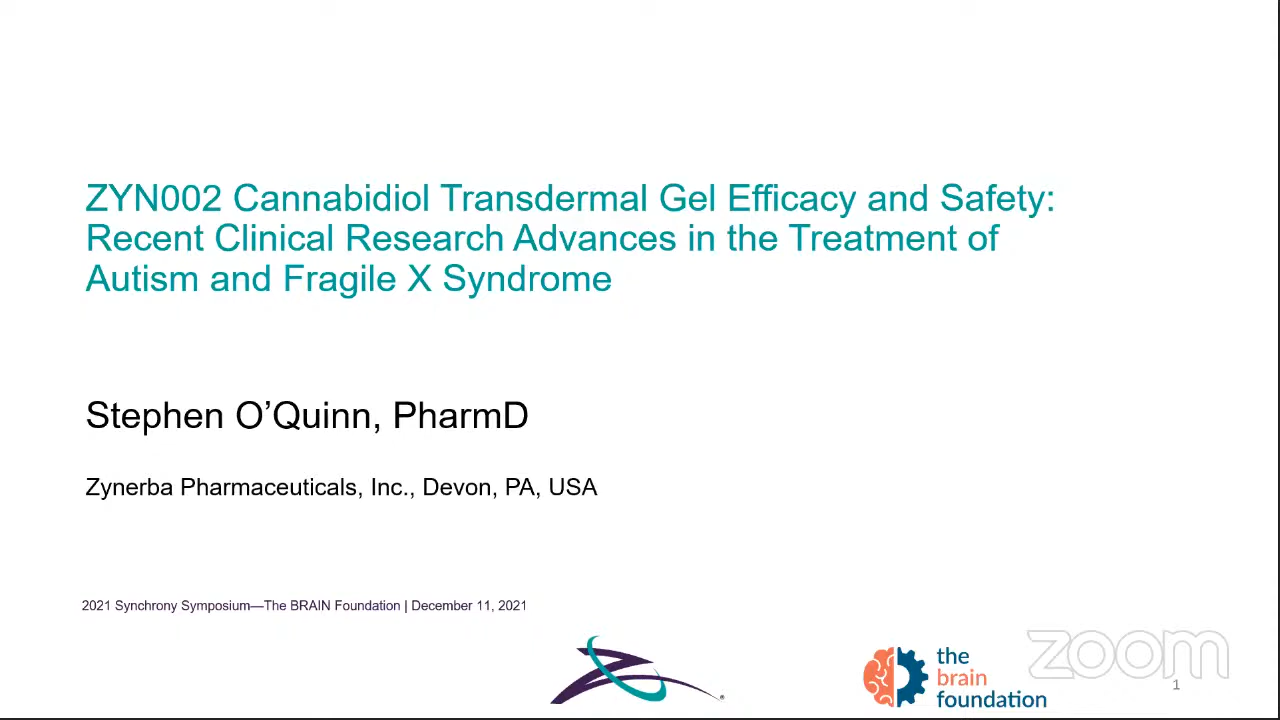 ZYN002 Cannabidiol Transdermal Gel Efficacy and Safety:
Recent Clinical Research Advances in the Treatment of
Autism and Fragile X Syndrome
Stephen O’Quinn, PharmD
Zynerba Pharmaceuticals, Inc., Devon, PA, USA
2021 Synchrony Symposium—The BRAIN Foundation | December 11, 2021
the
brain
foundation
zoom
1